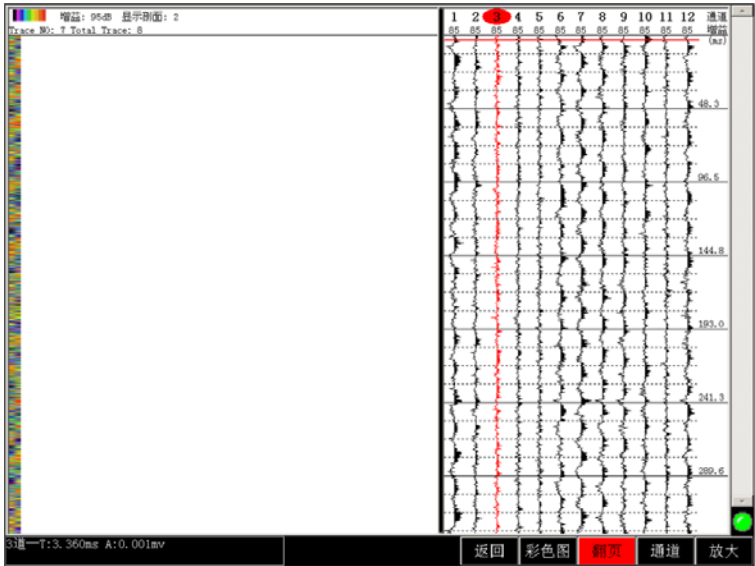 增益: 95dB 显示剖面: 2
Trace NO: 7 Total Trace: 8
1 2 3 4 5 6 7 8 9 10 11 12 通道
85 85 85 85 85 85 85 85 85 85 85 85 增益
(ms)
48.3
96.5
144.8
193.0
241.3
289.6
3道一T:3.360ms A:0.001mv
返回 彩色图 翻页 通道 放大